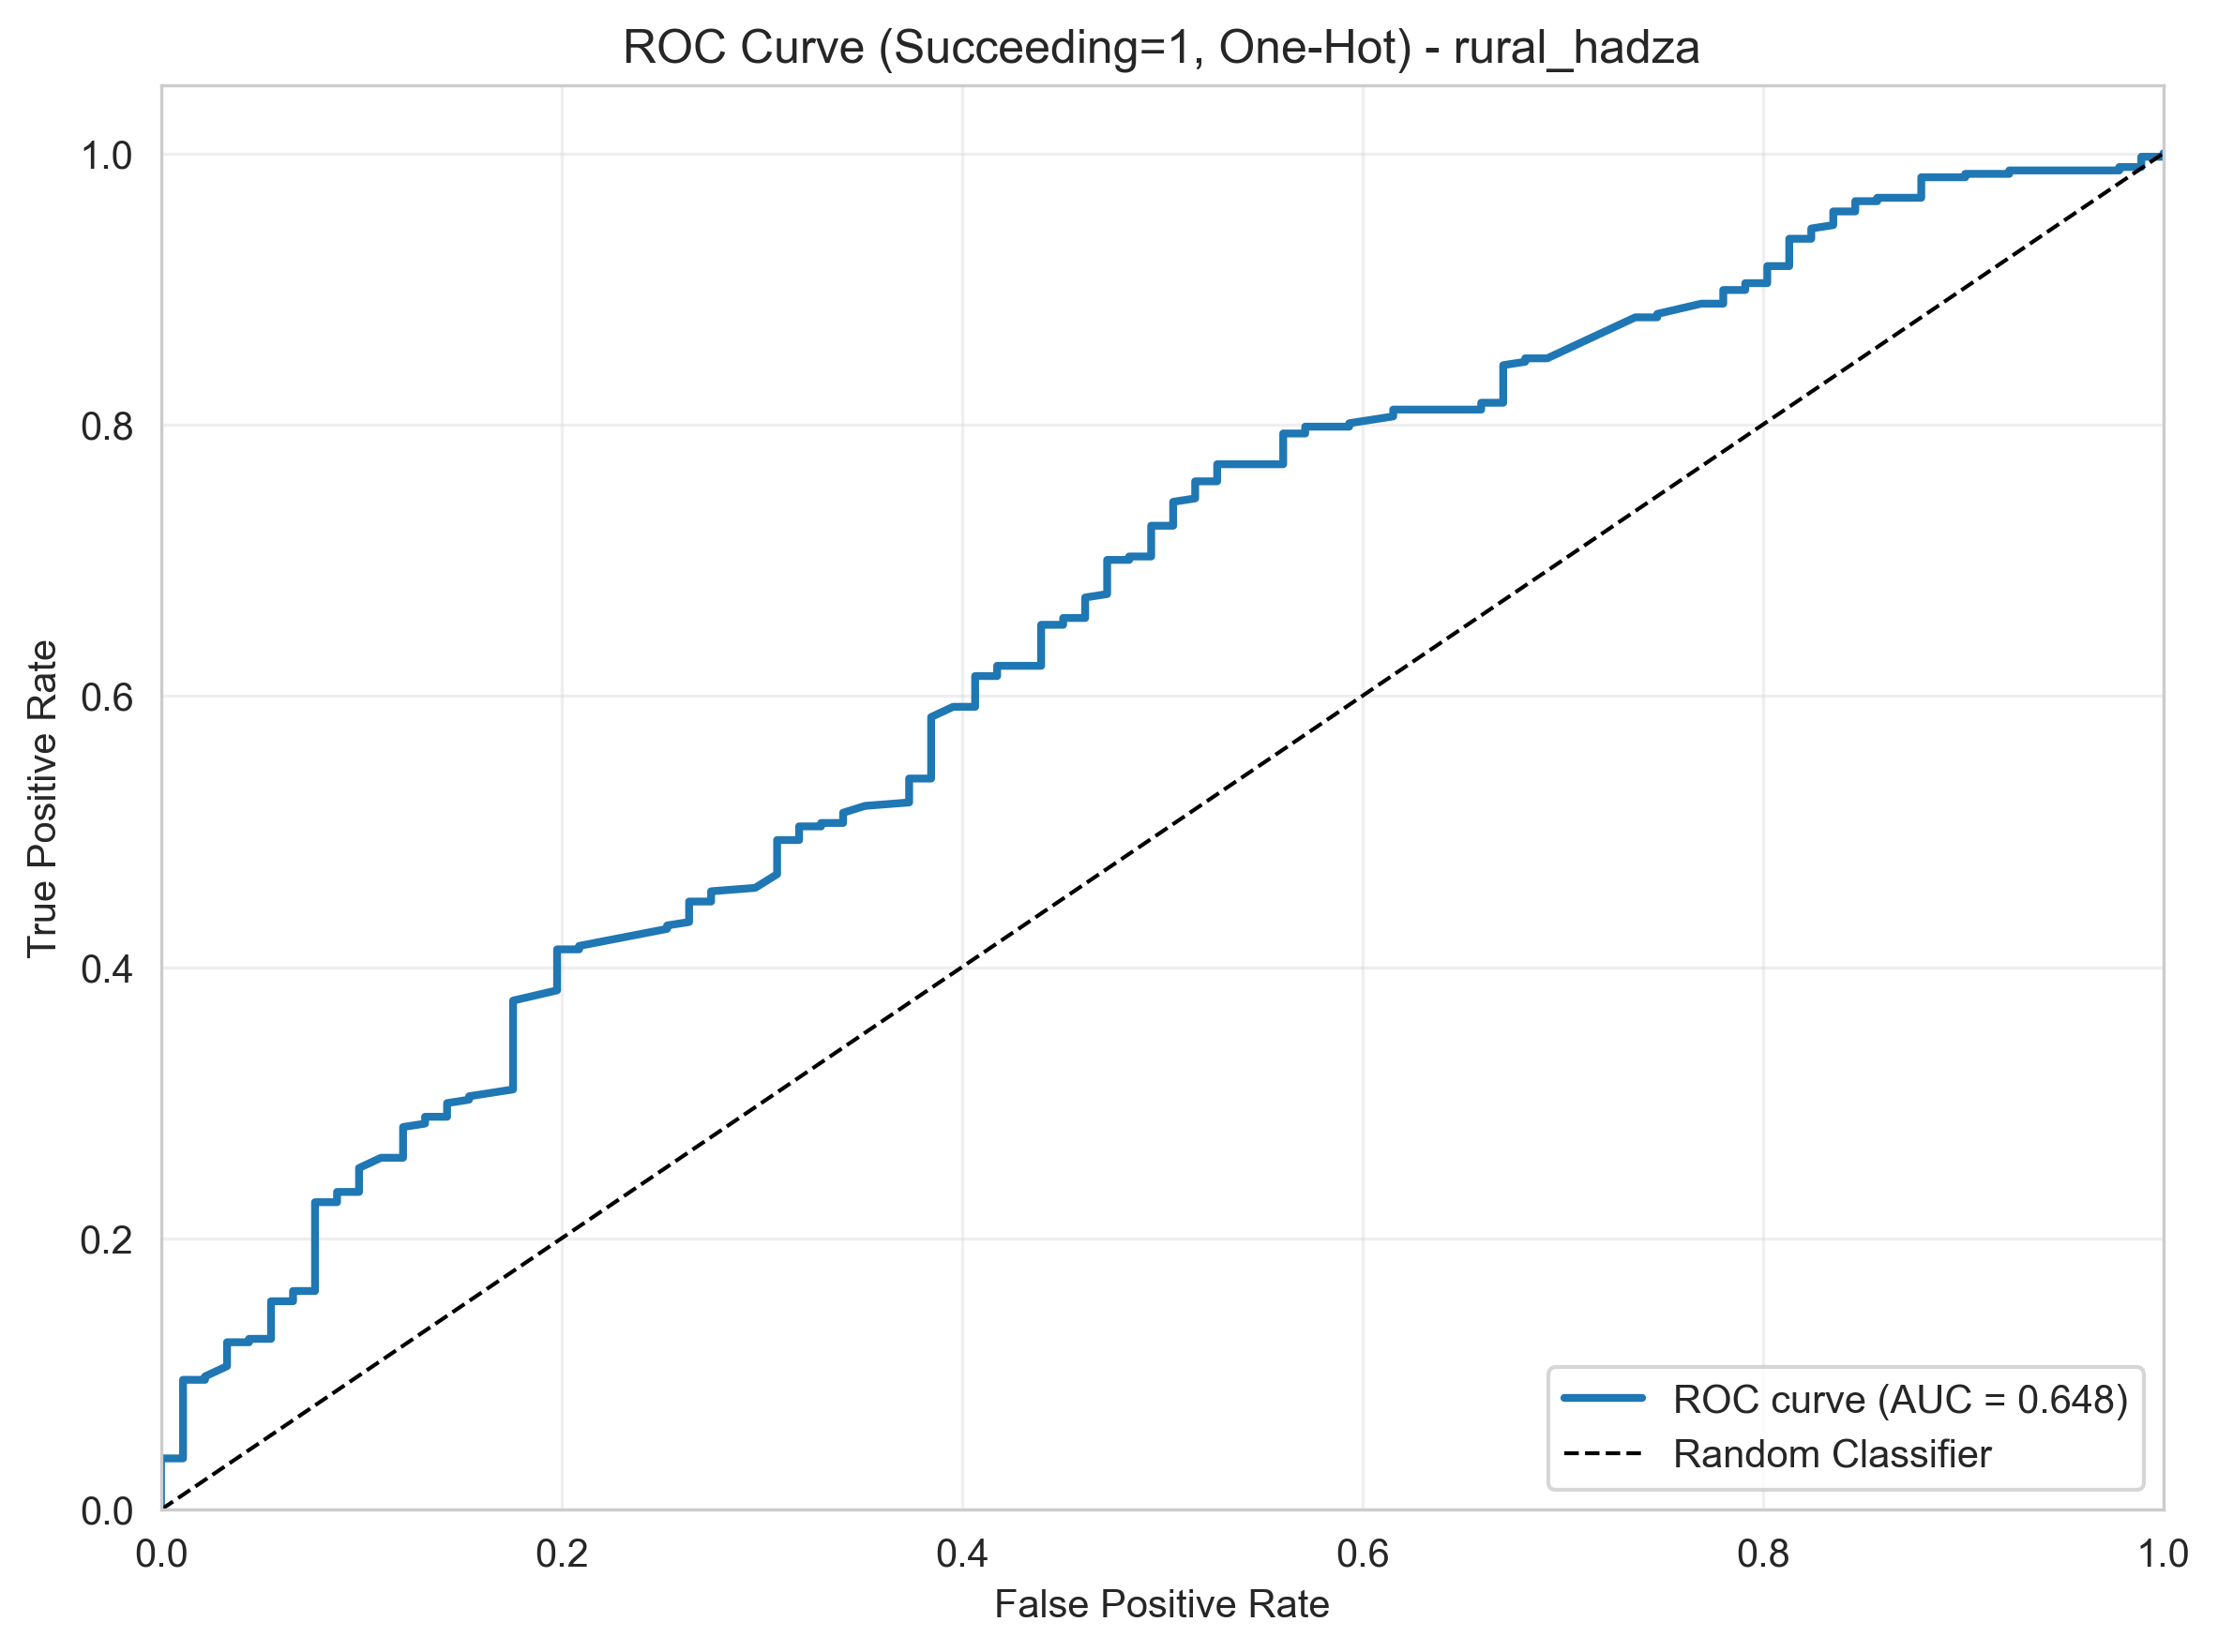 ROC Curve (Succeeding=1, One-Hot) - rural_hadza
True Positive Rate
1.0
0.8
0.6
0.4
0.2
0.0
0.0 0.2 0.4 0.6 0.8 1.0
False Positive Rate
ROC curve (AUC = 0.648)
Random Classifier